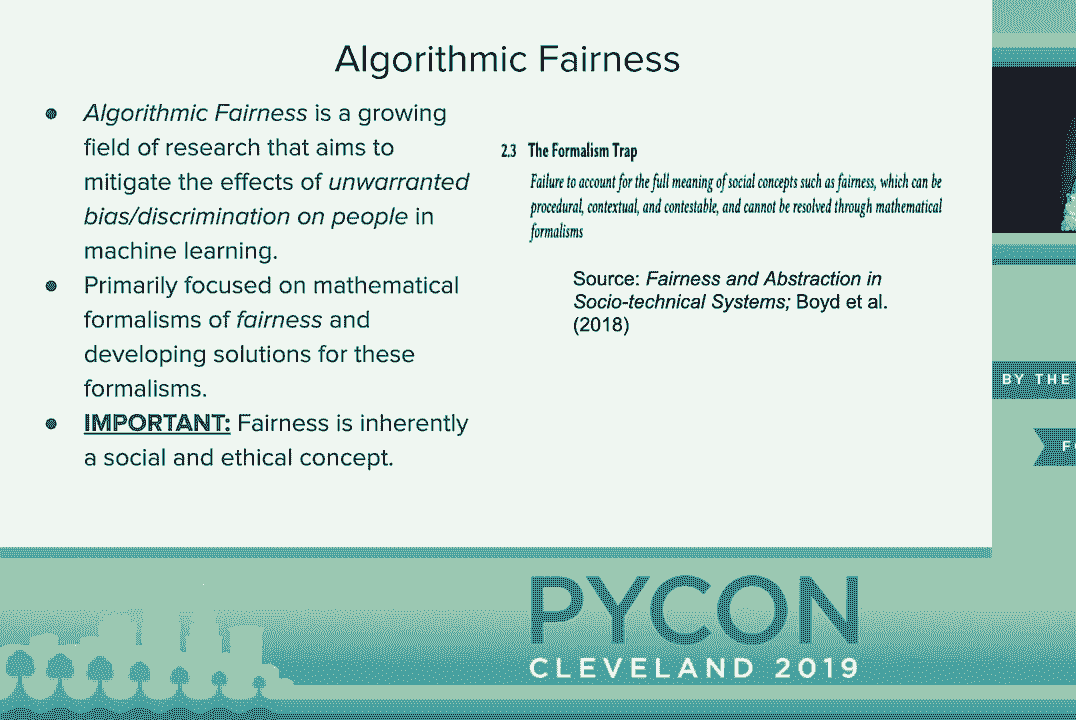 Algorithmic Fairness
● Algorithmic Fairness is a growing
field of research that aims to
mitigate the effects of unwarranted
bias/discrimination on people in
machine learning.
● Primarily focused on mathematical
formalisms of fairness and
developing solutions for these
formalisms.
● IMPORTANT: Fairness is inherently
a social and ethical concept.
2.3 The Formalism Trap
Failure to account for the full meaning of social concepts such as fairness, which can be
procedural, contextual, and contestable, and cannot be resolved through mathematical
formalisms
Source: Fairness and Abstraction in
Socio-technical Systems; Boyd et al.
(2018)
BY THE
PYCON
CLEVELAND 2019